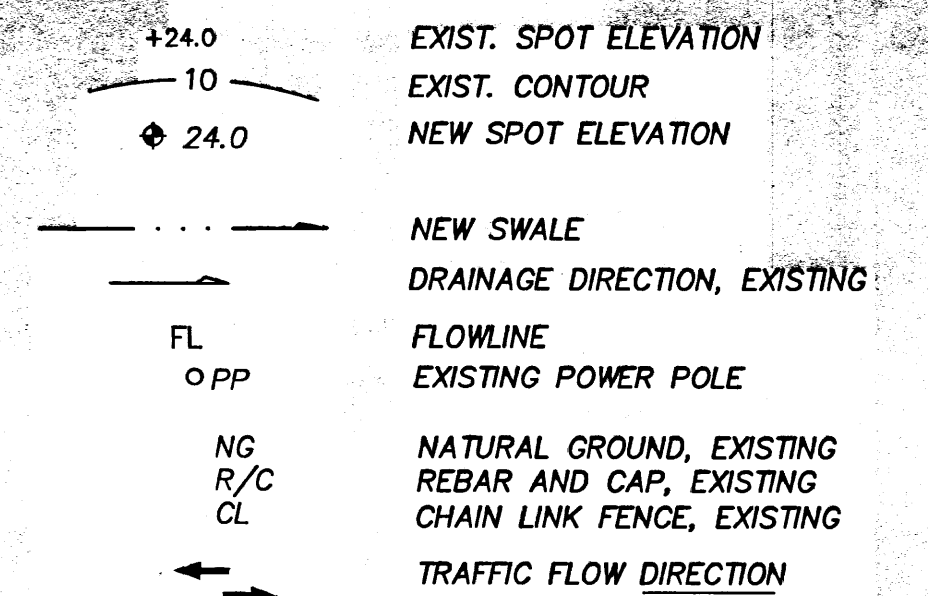 +24.0 EXIST. SPOT ELEVATION
10 EXIST. CONTOUR
24.0 NEW SPOT ELEVATION
NEW SWALE
DRAINAGE DIRECTION, EXISTING
FL FLOWLINE
PP EXISTING POWER POLE
NG NATURAL GROUND, EXISTING
R/C REBAR AND CAP, EXISTING
CL CHAIN LINK FENCE, EXISTING
TRAFFIC FLOW DIRECTION